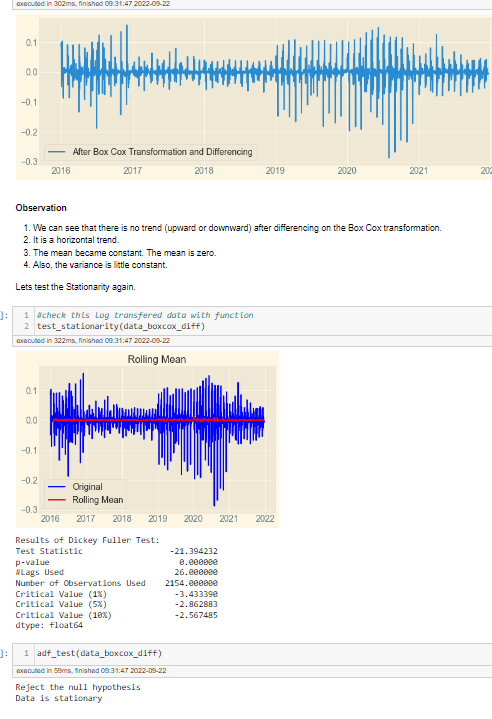 executed in 302ms, finished 09:31:47 2022-09-22
0.1
0.0
−0.1
−0.2
−0.3
After Box Cox Transformation and Differencing
2016 2017 2018 2019 2020 2021 202
Observation
1. We can see that there is no trend (upward or downward) after differencing on the Box Cox transformation.
2. It is a horizontal trend.
3. The mean became constant. The mean is zero.
4. Also, the variance is little constant.
Lets test the Stationarity again.
]: 1 #check this log transfered data with function
2 test_stationarity(data_boxcox_diff)
executed in 322ms, finished 09:31:47 2022-09-22
Rolling Mean
0.1
0.0
−0.1
−0.2
−0.3
Original
Rolling Mean
2016 2017 2018 2019 2020 2021 2022
Results of Dickey Fuller Test:
Test Statistic -21.394232
p-value 0.000000
#Lags Used 26.000000
Number of Observations Used 2154.000000
Critical Value (1%) -3.433390
Critical Value (5%) -2.862883
Critical Value (10%) -2.567485
dtype: float64
]: 1 adf_test(data_boxcox_diff)
executed in 59ms, finished 09:31:47 2022-09-22
Reject the null hypothesis
Data is stationary